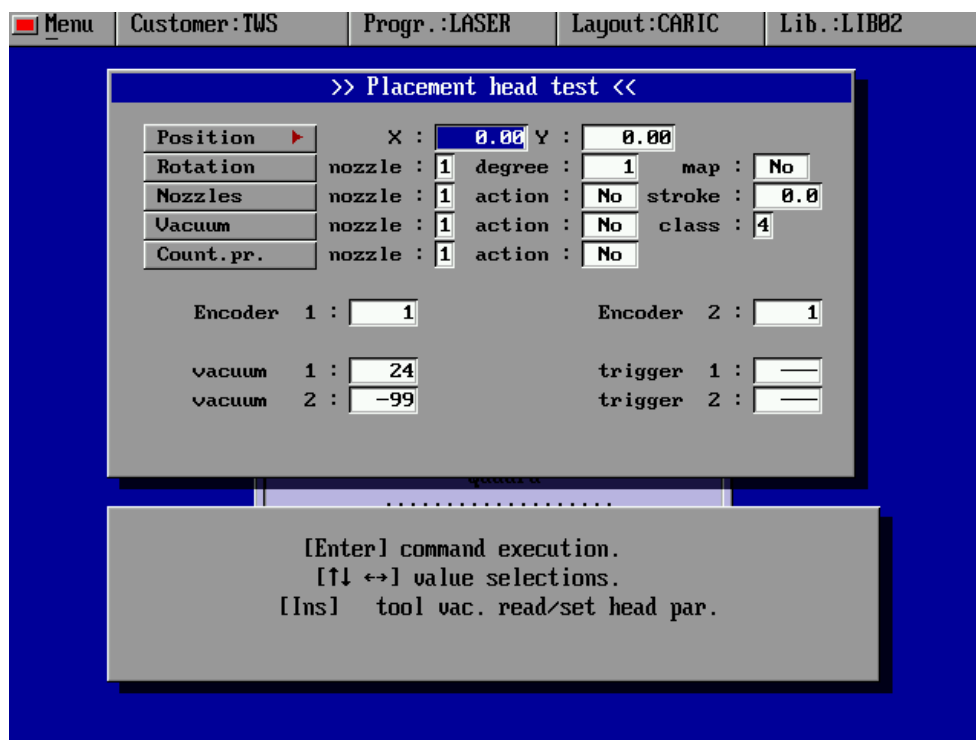 Menu Customer:TWS Progr.:LASER Layout:CARIC Lib.:LIB02
>> Placement head test <<
Position X : 0.00 Y : 0.00
Rotation nozzle : 1 degree : 1 map : No
Nozzles nozzle : 1 action : No stroke : 0.0
Vacuum nozzle : 1 action : No class : 4
Count.pr. nozzle : 1 action : No
Encoder 1 : 1 Encoder 2 : 1
vacuum 1 : 24 trigger 1 : ──
vacuum 2 : -99 trigger 2 : ──
...................
[Enter] command execution.
[↑↓ ↔] value selections.
[Ins] tool vac. read/set head par.